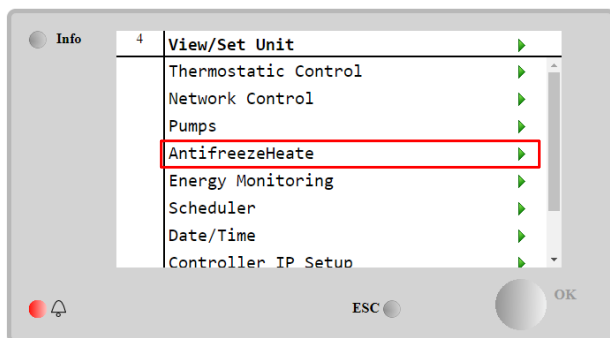 Info
4 View/Set Unit
Thermostatic Control
Network Control
Pumps
AntifreezeHeate
Energy Monitoring
Scheduler
Date/Time
Controller IP Setup
ESC
OK